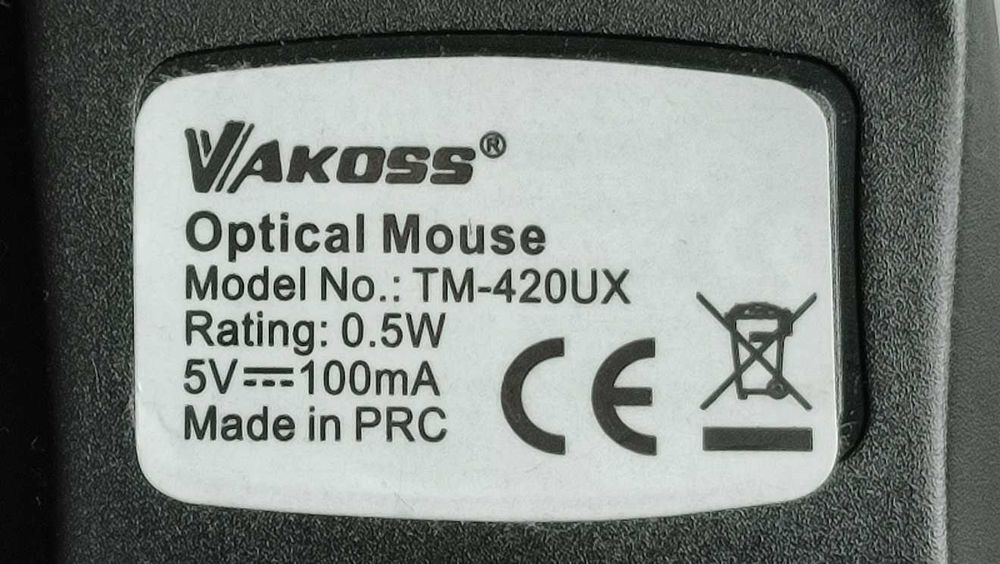 VAKOSS®
Optical Mouse
Model No.: TM-420UX
Rating: 0.5W
5V⎓100mA
Made in PRC
CE